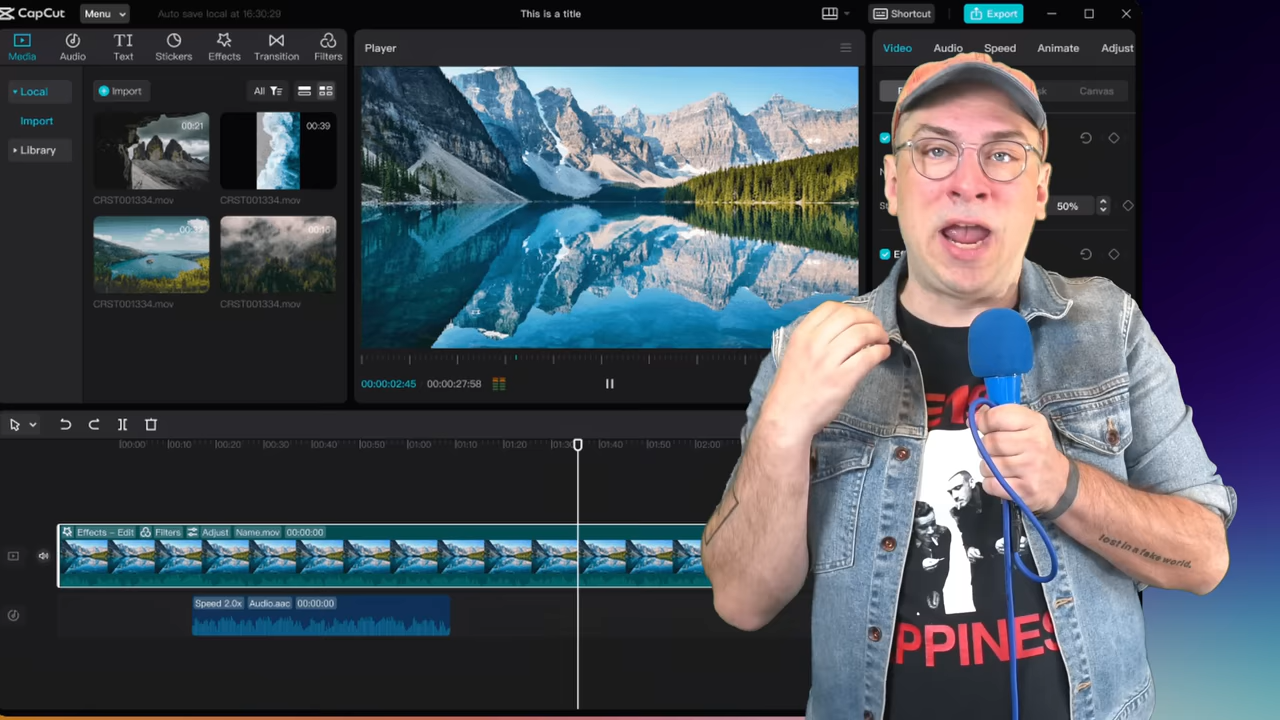 CapCut Menu Auto save local at 16:30:29 This is a title Shortcut Export
Media Audio Text Stickers Effects Transition Filters
Player
Video Audio Speed Animate Adjust
Local
Import
Library
Import All
00:21
CRST001334.mov
00:39
CRST001334.mov
CRST001334.mov
CRST001334.mov
Canvas
50%
00:00:02:45 00:00:27:58
00:00 00:10 00:20 00:30 00:40 00:50 01:00 01:10 01:20 01:30 01:40 01:50 02:00
Effects – Edit Filters Adjust Name.mov 00:00:00
Speed 2.0x Audio.aac 00:00:00
lost in a fake world.
PPINES